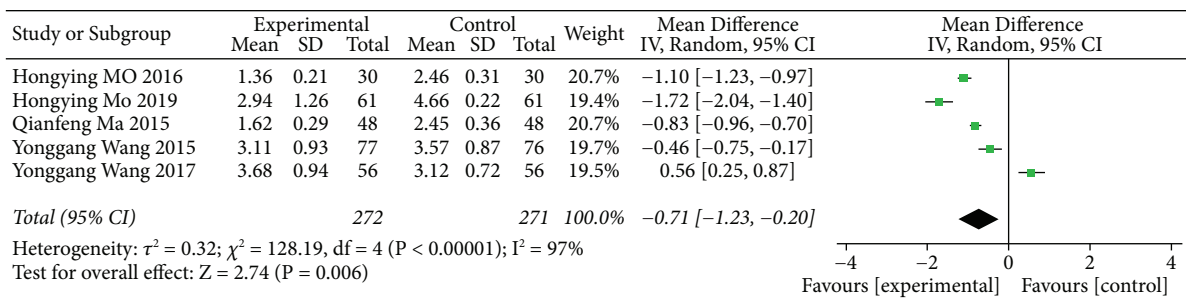 Study or Subgroup Experimental Control Weight Mean Difference Mean Difference
Mean SD Total Mean SD Total IV, Random, 95% CI IV, Random, 95% CI
Hongying MO 2016 1.36 0.21 30 2.46 0.31 30 20.7% −1.10 [−1.23, −0.97]
Hongying Mo 2019 2.94 1.26 61 4.66 0.22 61 19.4% −1.72 [−2.04, −1.40]
Qianfeng Ma 2015 1.62 0.29 48 2.45 0.36 48 20.7% −0.83 [−0.96, −0.70]
Yonggang Wang 2015 3.11 0.93 77 3.57 0.87 76 19.7% −0.46 [−0.75, −0.17]
Yonggang Wang 2017 3.68 0.94 56 3.12 0.72 56 19.5% 0.56 [0.25, 0.87]
Total (95% CI) 272 271 100.0% −0.71 [−1.23, −0.20]
Heterogeneity: τ² = 0.32; χ² = 128.19, df = 4 (P < 0.00001); I² = 97%
Test for overall effect: Z = 2.74 (P = 0.006)
−4 −2 0 2 4
Favours [experimental] Favours [control]